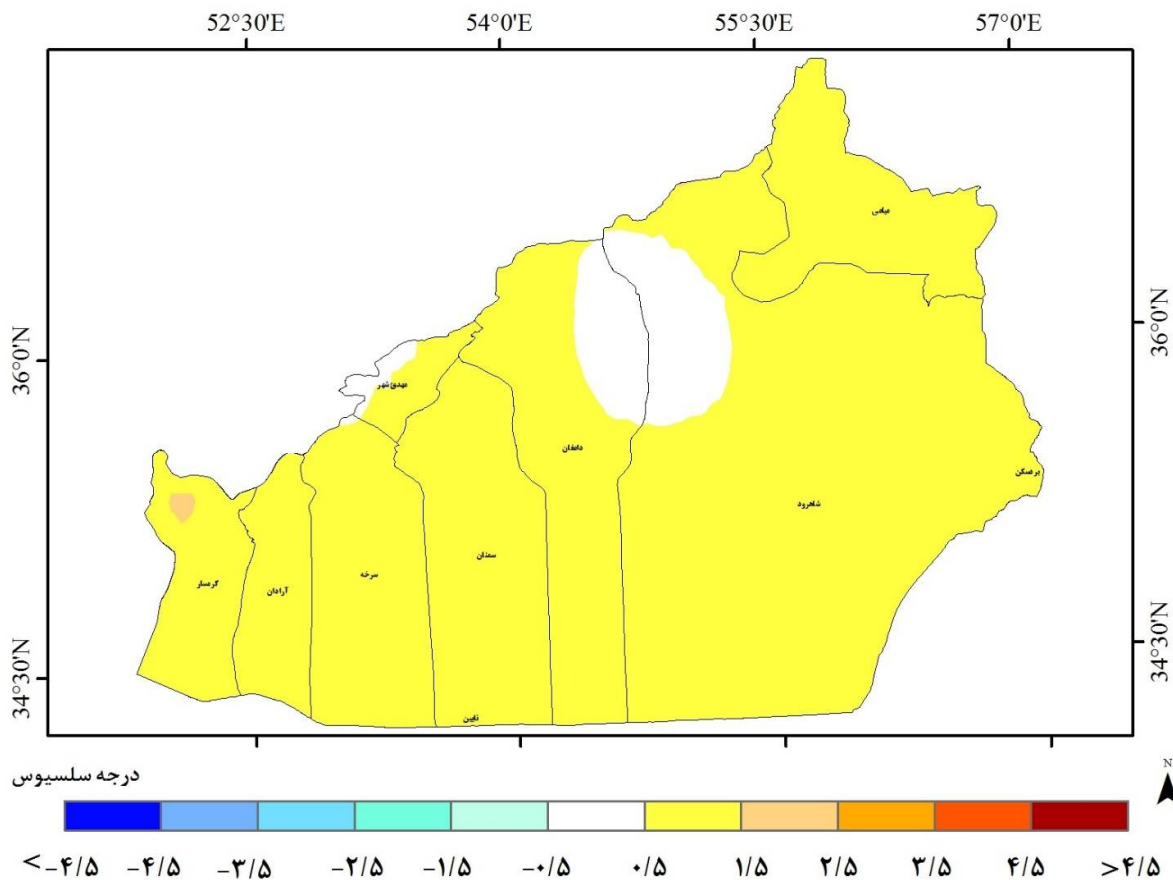 52°30'E 54°0'E 55°30'E 57°0'E
میامی
36°0'N
36°0'N
مهدی‌شهر
دامغان
بردسکن
شاهرود
سمنان
سرخه
گرمسار
آرادان
34°30'N
34°30'N
نایین
درجه سلسیوس
N
<-۴/۵ -۴/۵ -۳/۵ -۲/۵ -۱/۵ -۰/۵ ۰/۵ ۱/۵ ۲/۵ ۳/۵ ۴/۵ >۴/۵